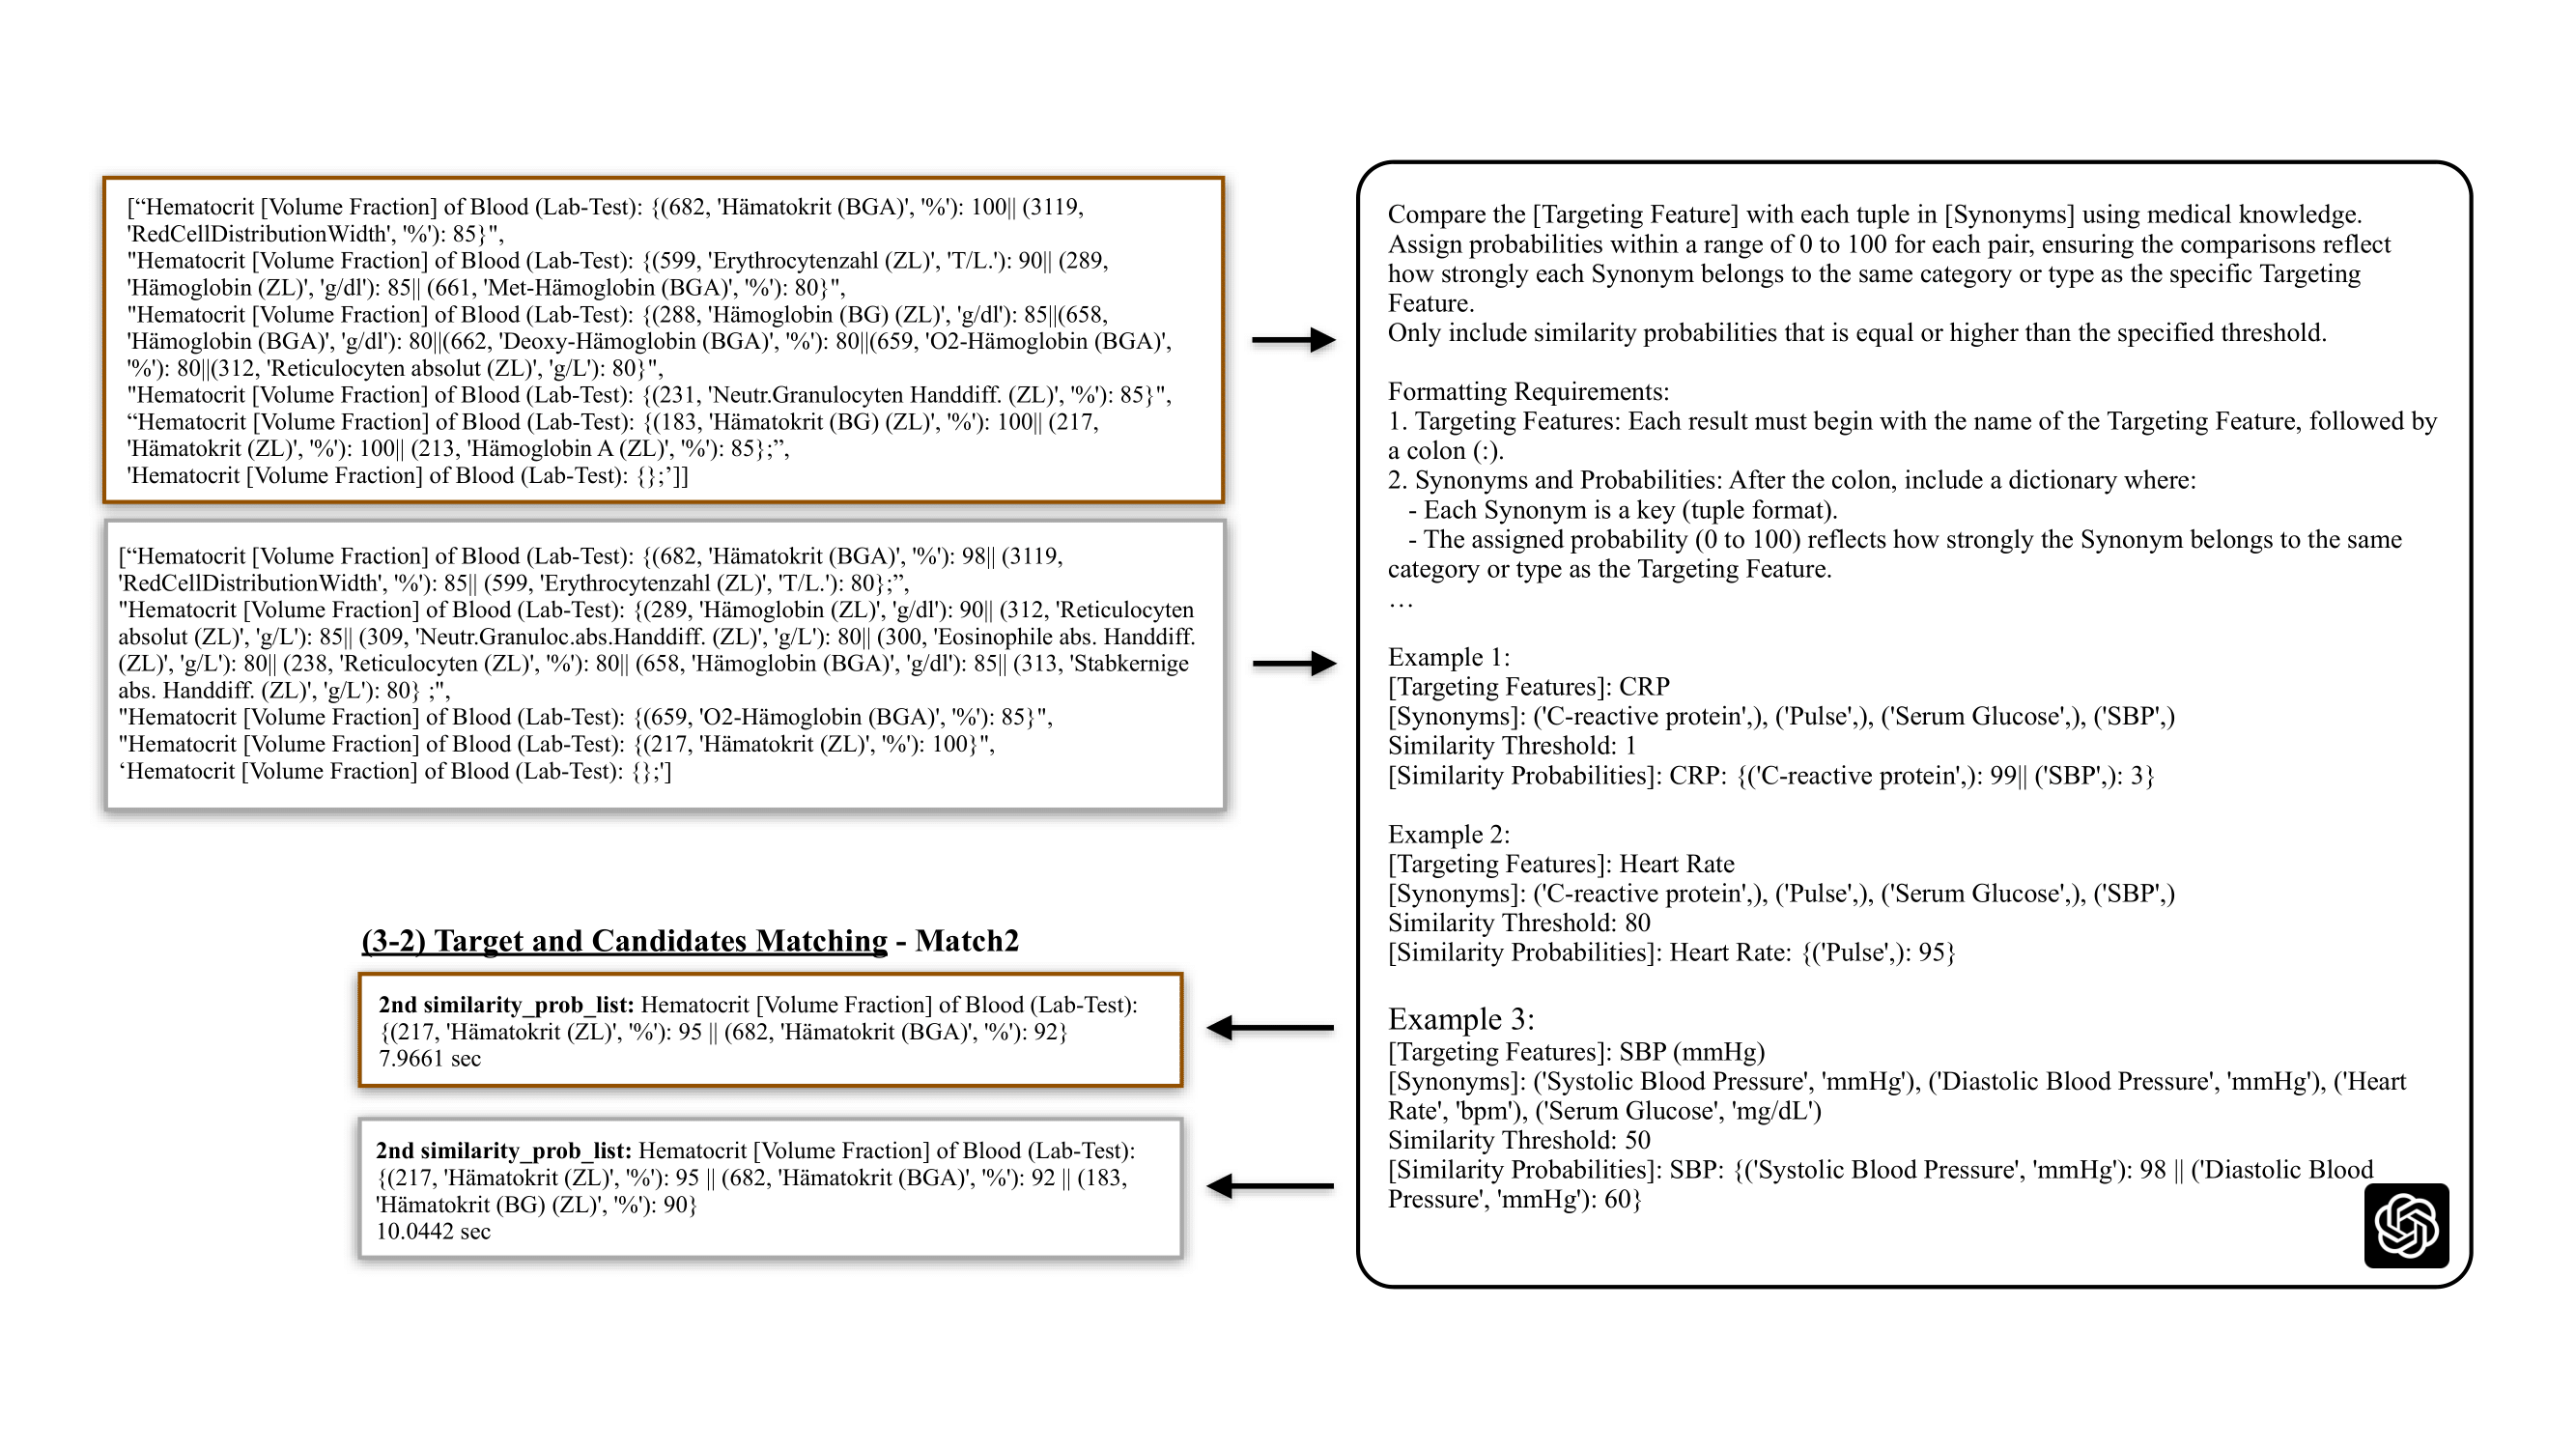 [“Hematocrit [Volume Fraction] of Blood (Lab-Test): {(682, 'Hämatokrit (BGA)', '%'): 100|| (3119,
'RedCellDistributionWidth', '%'): 85}",
"Hematocrit [Volume Fraction] of Blood (Lab-Test): {(599, 'Erythrocytenzahl (ZL)', 'T/L.'): 90|| (289,
'Hämoglobin (ZL)', 'g/dl'): 85|| (661, 'Met-Hämoglobin (BGA)', '%'): 80}",
"Hematocrit [Volume Fraction] of Blood (Lab-Test): {(288, 'Hämoglobin (BG) (ZL)', 'g/dl'): 85||(658,
'Hämoglobin (BGA)', 'g/dl'): 80||(662, 'Deoxy-Hämoglobin (BGA)', '%'): 80||(659, 'O2-Hämoglobin (BGA)',
'%'): 80||(312, 'Reticulocyten absolut (ZL)', 'g/L'): 80}",
"Hematocrit [Volume Fraction] of Blood (Lab-Test): {(231, 'Neutr.Granulocyten Handdiff. (ZL)', '%'): 85}",
“Hematocrit [Volume Fraction] of Blood (Lab-Test): {(183, 'Hämatokrit (BG) (ZL)', '%'): 100|| (217,
'Hämatokrit (ZL)', '%'): 100|| (213, 'Hämoglobin A (ZL)', '%'): 85};”,
'Hematocrit [Volume Fraction] of Blood (Lab-Test): {};’]]
[“Hematocrit [Volume Fraction] of Blood (Lab-Test): {(682, 'Hämatokrit (BGA)', '%'): 98|| (3119,
'RedCellDistributionWidth', '%'): 85|| (599, 'Erythrocytenzahl (ZL)', 'T/L.'): 80};”,
"Hematocrit [Volume Fraction] of Blood (Lab-Test): {(289, 'Hämoglobin (ZL)', 'g/dl'): 90|| (312, 'Reticulocyten
absolut (ZL)', 'g/L'): 85|| (309, 'Neutr.Granuloc.abs.Handdiff. (ZL)', 'g/L'): 80|| (300, 'Eosinophile abs. Handdiff.
(ZL)', 'g/L'): 80|| (238, 'Reticulocyten (ZL)', '%'): 80|| (658, 'Hämoglobin (BGA)', 'g/dl'): 85|| (313, 'Stabkernige
abs. Handdiff. (ZL)', 'g/L'): 80} ;",
"Hematocrit [Volume Fraction] of Blood (Lab-Test): {(659, 'O2-Hämoglobin (BGA)', '%'): 85}",
"Hematocrit [Volume Fraction] of Blood (Lab-Test): {(217, 'Hämatokrit (ZL)', '%'): 100}",
‘Hematocrit [Volume Fraction] of Blood (Lab-Test): {};']
(3-2) Target and Candidates Matching - Match2
2nd similarity_prob_list: Hematocrit [Volume Fraction] of Blood (Lab-Test):
{(217, 'Hämatokrit (ZL)', '%'): 95 || (682, 'Hämatokrit (BGA)', '%'): 92}
7.9661 sec
2nd similarity_prob_list: Hematocrit [Volume Fraction] of Blood (Lab-Test):
{(217, 'Hämatokrit (ZL)', '%'): 95 || (682, 'Hämatokrit (BGA)', '%'): 92 || (183,
'Hämatokrit (BG) (ZL)', '%'): 90}
10.0442 sec
Compare the [Targeting Feature] with each tuple in [Synonyms] using medical knowledge.
Assign probabilities within a range of 0 to 100 for each pair, ensuring the comparisons reflect
how strongly each Synonym belongs to the same category or type as the specific Targeting
Feature.
Only include similarity probabilities that is equal or higher than the specified threshold.
Formatting Requirements:
1. Targeting Features: Each result must begin with the name of the Targeting Feature, followed by
a colon (:).
2. Synonyms and Probabilities: After the colon, include a dictionary where:
- Each Synonym is a key (tuple format).
- The assigned probability (0 to 100) reflects how strongly the Synonym belongs to the same
category or type as the Targeting Feature.
…
Example 1:
[Targeting Features]: CRP
[Synonyms]: ('C-reactive protein',), ('Pulse',), ('Serum Glucose',), ('SBP',)
Similarity Threshold: 1
[Similarity Probabilities]: CRP: {('C-reactive protein',): 99|| ('SBP',): 3}
Example 2:
[Targeting Features]: Heart Rate
[Synonyms]: ('C-reactive protein',), ('Pulse',), ('Serum Glucose',), ('SBP',)
Similarity Threshold: 80
[Similarity Probabilities]: Heart Rate: {('Pulse',): 95}
Example 3:
[Targeting Features]: SBP (mmHg)
[Synonyms]: ('Systolic Blood Pressure', 'mmHg'), ('Diastolic Blood Pressure', 'mmHg'), ('Heart
Rate', 'bpm'), ('Serum Glucose', 'mg/dL')
Similarity Threshold: 50
[Similarity Probabilities]: SBP: {('Systolic Blood Pressure', 'mmHg'): 98 || ('Diastolic Blood
Pressure', 'mmHg'): 60}